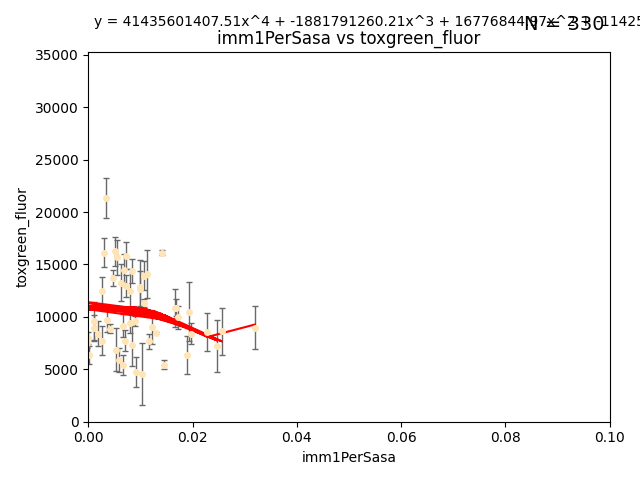 y = 41435601407.51x^4 + -1881791260.21x^3 +
N = 330
imm1PerSasa vs toxgreen_fluor
35000
30000
25000
20000
15000
10000
5000
0
toxgreen_fluor
0.00 0.02 0.04 0.06 0.08 0.10
imm1PerSasa